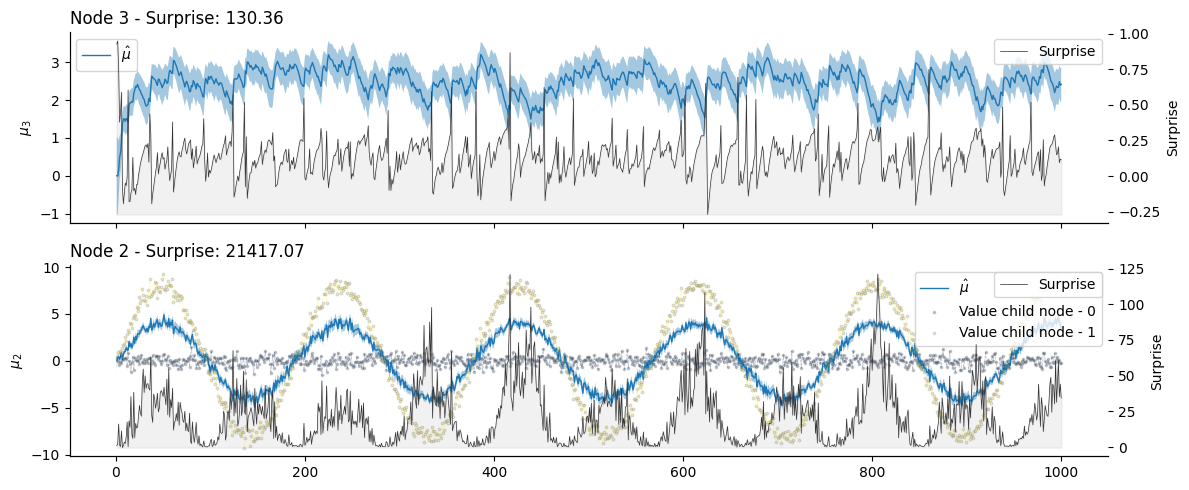 Node 3 - Surprise: 130.36
μ̂
Surprise
3
2
1
0
−1
μ3
1.00
0.75
0.50
0.25
0.00
−0.25
Surprise
Node 2 - Surprise: 21417.07
μ̂
Value child node - 0
Value child node - 1
Surprise
10
5
0
−5
−10
μ2
125
100
75
50
25
0
Surprise
0
200
400
600
800
1000